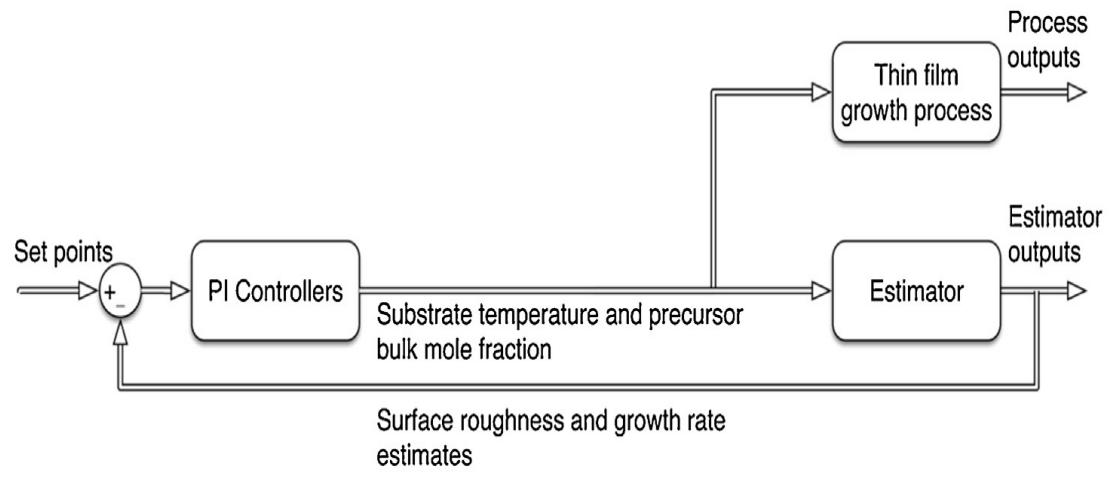 Process
outputs
Thin film
growth process
Set points
+
−
PI Controllers
Substrate temperature and precursor
bulk mole fraction
Estimator
Estimator
outputs
Surface roughness and growth rate
estimates